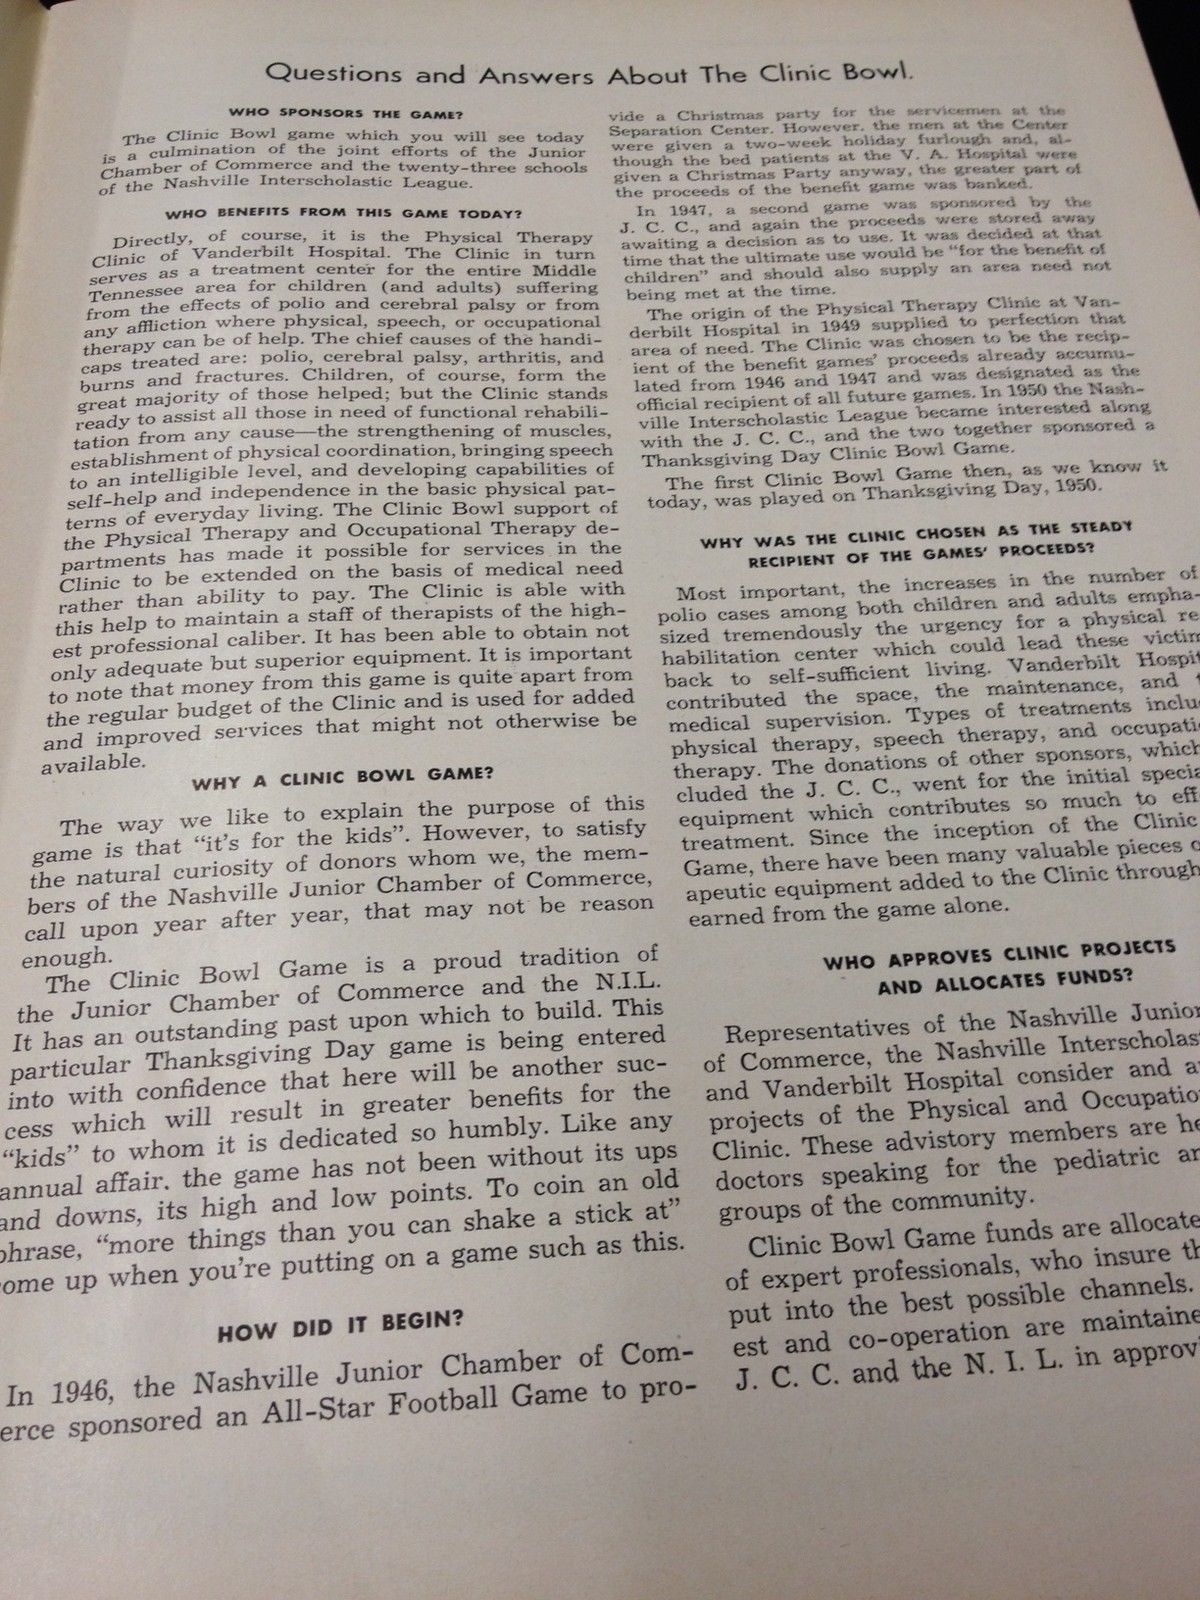 Questions and Answers About The Clinic Bowl.
WHO SPONSORS THE GAME?
The Clinic Bowl game which you will see today
is a culmination of the joint efforts of the Junior
Chamber of Commerce and the twenty-three schools
of the Nashville Interscholastic League.
WHO BENEFITS FROM THIS GAME TODAY?
Directly, of course, it is the Physical Therapy
Clinic of Vanderbilt Hospital. The Clinic in turn
serves as a treatment center for the entire Middle
Tennessee area for children (and adults) suffering
from the effects of polio and cerebral palsy or from
any affliction where physical, speech, or occupational
therapy can be of help. The chief causes of the handi-
caps treated are: polio, cerebral palsy, arthritis, and
burns and fractures. Children, of course, form the
great majority of those helped; but the Clinic stands
ready to assist all those in need of functional rehabili-
tation from any cause—the strengthening of muscles,
establishment of physical coordination, bringing speech
to an intelligible level, and developing capabilities of
self-help and independence in the basic physical pat-
terns of everyday living. The Clinic Bowl support of
the Physical Therapy and Occupational Therapy de-
partments has made it possible for services in the
Clinic to be extended on the basis of medical need
rather than ability to pay. The Clinic is able with
this help to maintain a staff of therapists of the high-
est professional caliber. It has been able to obtain not
only adequate but superior equipment. It is important
to note that money from this game is quite apart from
the regular budget of the Clinic and is used for added
and improved services that might not otherwise be
available.
WHY A CLINIC BOWL GAME?
The way we like to explain the purpose of this
game is that "it's for the kids". However, to satisfy
the natural curiosity of donors whom we, the mem-
bers of the Nashville Junior Chamber of Commerce,
call upon year after year, that may not be reason
enough.
The Clinic Bowl Game is a proud tradition of
the Junior Chamber of Commerce and the N.I.L.
It has an outstanding past upon which to build. This
particular Thanksgiving Day game is being entered
into with confidence that here will be another suc-
cess which will result in greater benefits for the
"kids" to whom it is dedicated so humbly. Like any
annual affair. the game has not been without its ups
and downs, its high and low points. To coin an old
phrase, "more things than you can shake a stick at"
ome up when you're putting on a game such as this.
HOW DID IT BEGIN?
In 1946, the Nashville Junior Chamber of Com-
erce sponsored an All-Star Football Game to pro-
vide a Christmas party for the servicemen at the
Separation Center. However. the men at the Center
were given a two-week holiday furlough and, al-
though the bed patients at the V. A. Hospital were
given a Christmas Party anyway, the greater part of
the proceeds of the benefit game was banked.
In 1947, a second game was sponsored by the
J. C. C., and again the proceeds were stored away
awaiting a decision as to use. It was decided at that
time that the ultimate use would be "for the benefit of
children" and should also supply an area need not
being met at the time.
The origin of the Physical Therapy Clinic at Van-
derbilt Hospital in 1949 supplied to perfection that
area of need. The Clinic was chosen to be the recip-
ient of the benefit games' proceeds already accumu-
lated from 1946 and 1947 and was designated as the
official recipient of all future games. In 1950 the Nash-
ville Interscholastic League became interested along
with the J. C. C., and the two together sponsored a
Thanksgiving Day Clinic Bowl Game.
The first Clinic Bowl Game then, as we know it
today, was played on Thanksgiving Day, 1950.
WHY WAS THE CLINIC CHOSEN AS THE STEADY
RECIPIENT OF THE GAMES' PROCEEDS?
Most important, the increases in the number of
polio cases among both children and adults empha-
sized tremendously the urgency for a physical re
habilitation center which could lead these victim
back to self-sufficient living. Vanderbilt Hospit
contributed the space, the maintenance, and
medical supervision. Types of treatments inclu
physical therapy, speech therapy, and occupati
therapy. The donations of other sponsors, which
cluded the J. C. C., went for the initial specia
equipment which contributes so much to eff
treatment. Since the inception of the Clinic
Game, there have been many valuable pieces o
apeutic equipment added to the Clinic through
earned from the game alone.
WHO APPROVES CLINIC PROJECTS
AND ALLOCATES FUNDS?
Representatives of the Nashville Junior
of Commerce, the Nashville Interscholas
and Vanderbilt Hospital consider and a
projects of the Physical and Occupatio
Clinic. These advistory members are he
doctors speaking for the pediatric an
groups of the community.
Clinic Bowl Game funds are allocate
of expert professionals, who insure th
put into the best possible channels.
est and co-operation are maintaine
J. C. C. and the N. I. L. in approvi